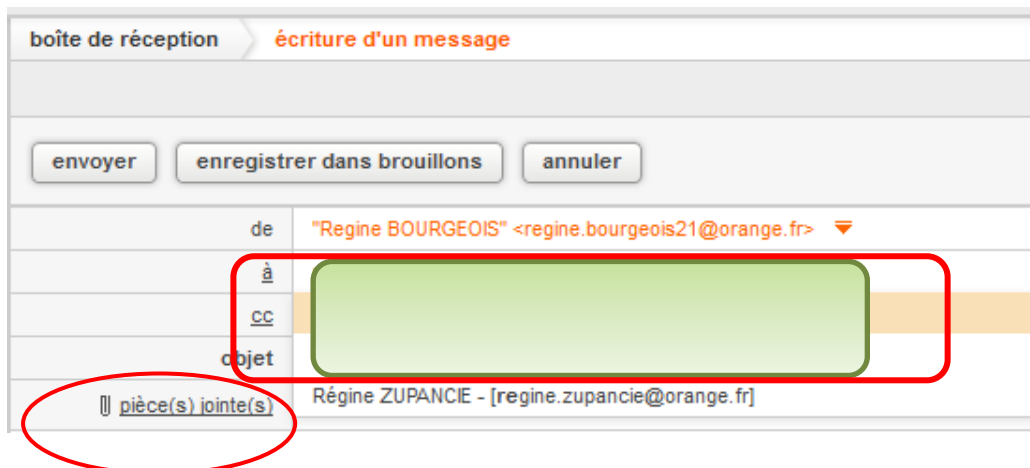 boîte de réception écriture d'un message
envoyer enregistrer dans brouillons annuler
de "Regine BOURGEOIS" <regine.bourgeois21@orange.fr>
à
cc
objet
pièce(s) jointe(s) Régine ZUPANCIE - [regine.zupancie@orange.fr]